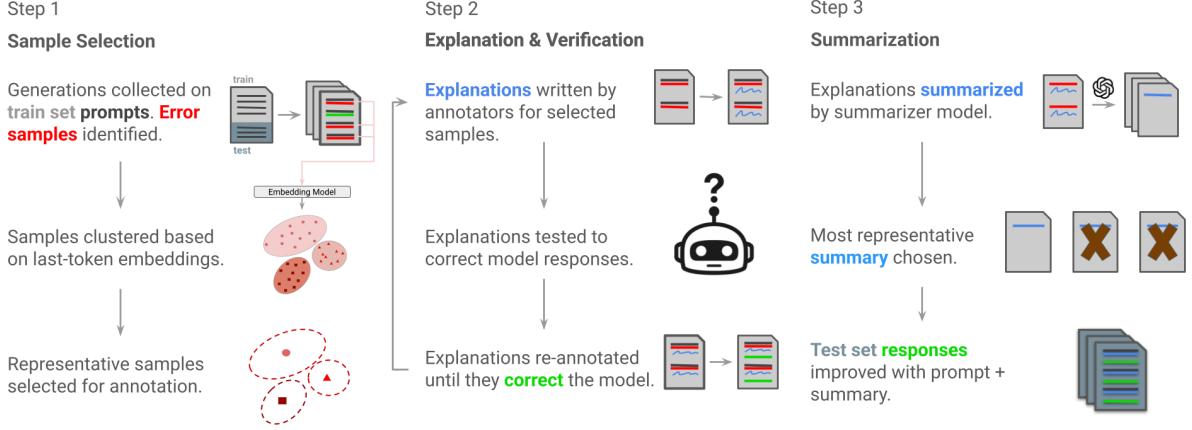 Step 1
Sample Selection
Generations collected on
train set prompts. Error
samples identified.
train
test
Embedding Model
Samples clustered based
on last-token embeddings.
Representative samples
selected for annotation.
Step 2
Explanation & Verification
Explanations written by
annotators for selected
samples.
?
Explanations tested to
correct model responses.
Explanations re-annotated
until they correct the model.
Step 3
Summarization
Explanations summarized
by summarizer model.
Most representative
summary chosen.
Test set responses
improved with prompt +
summary.